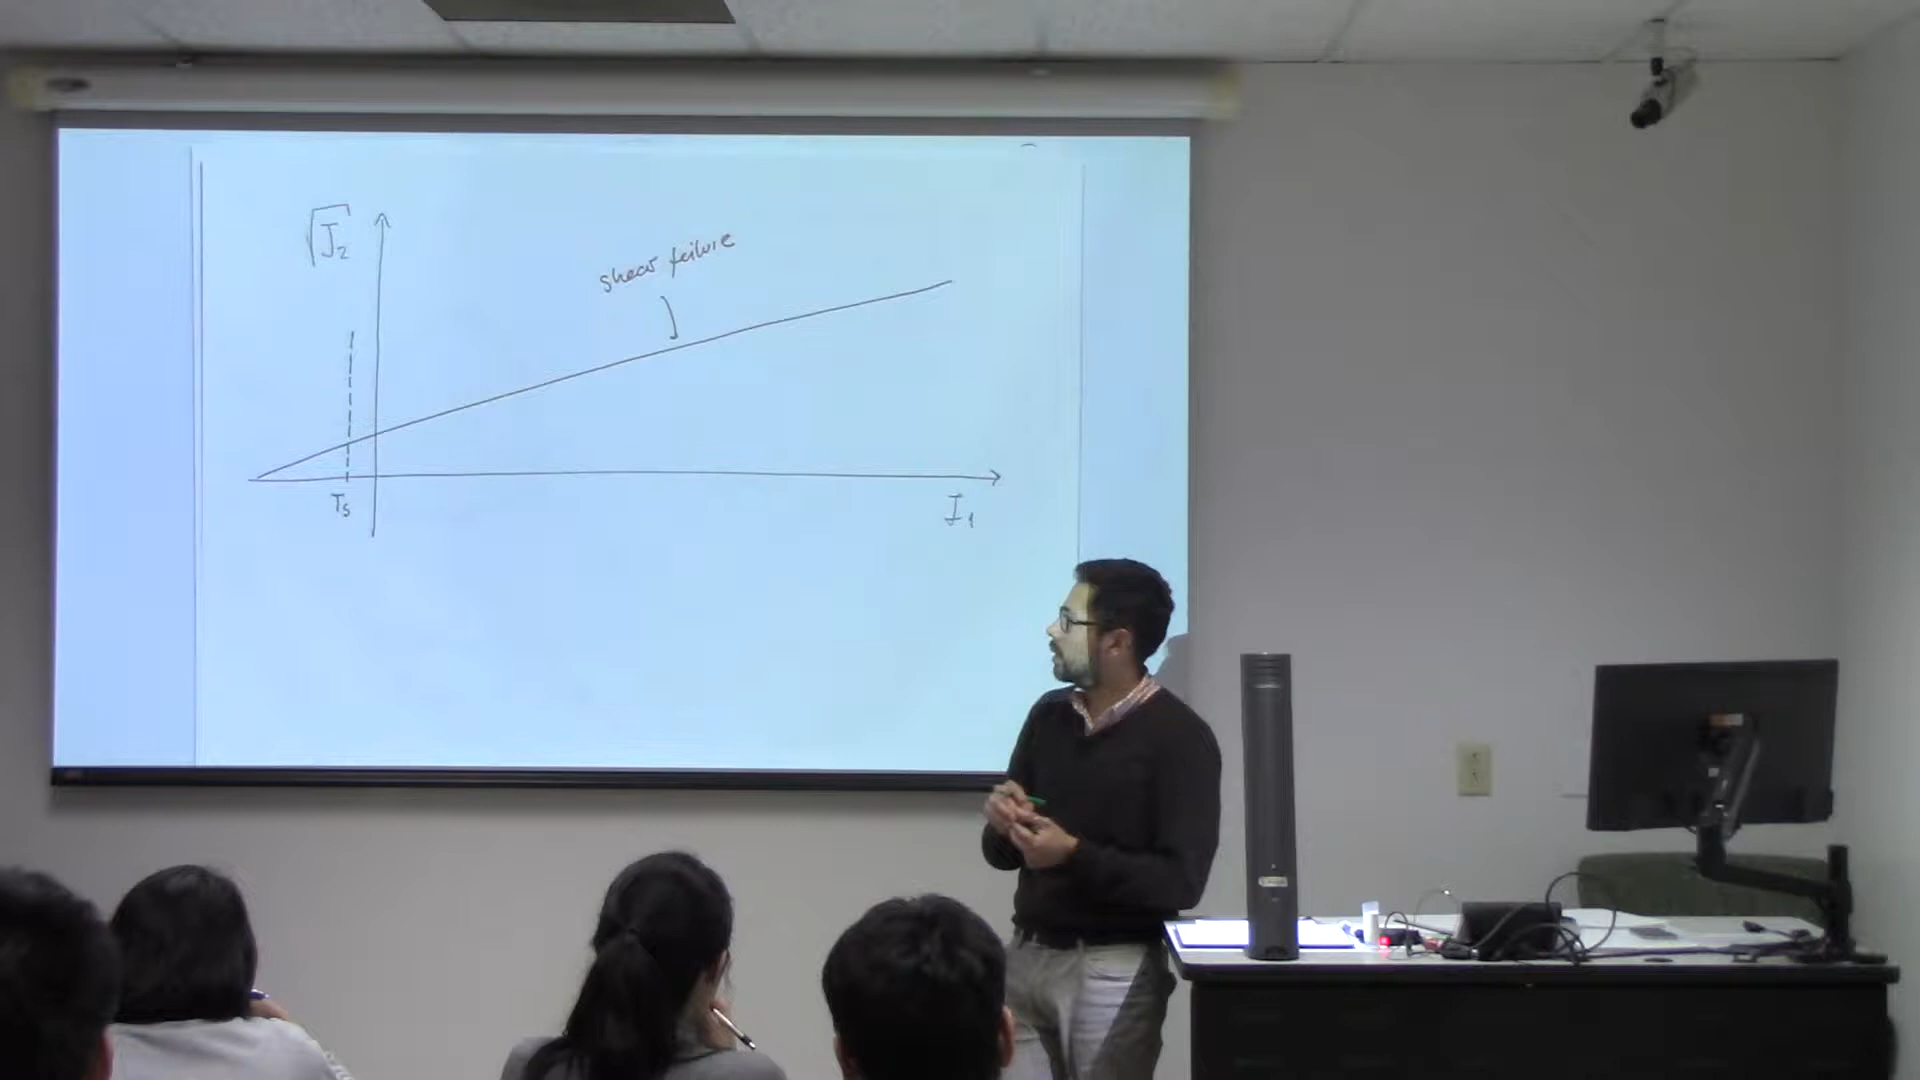 √J₂
shear failure
Ts
I₁